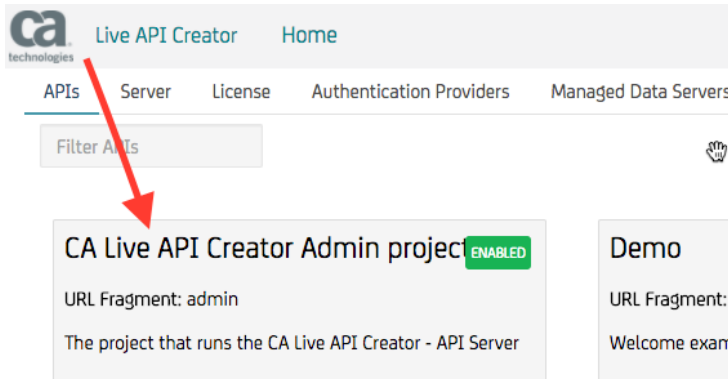 ca
technologies
Live API Creator Home
APIs Server License Authentication Providers Managed Data Servers
Filter APIs
CA Live API Creator Admin project ENABLED
URL Fragment: admin
The project that runs the CA Live API Creator - API Server
Demo
URL Fragment:
Welcome exam